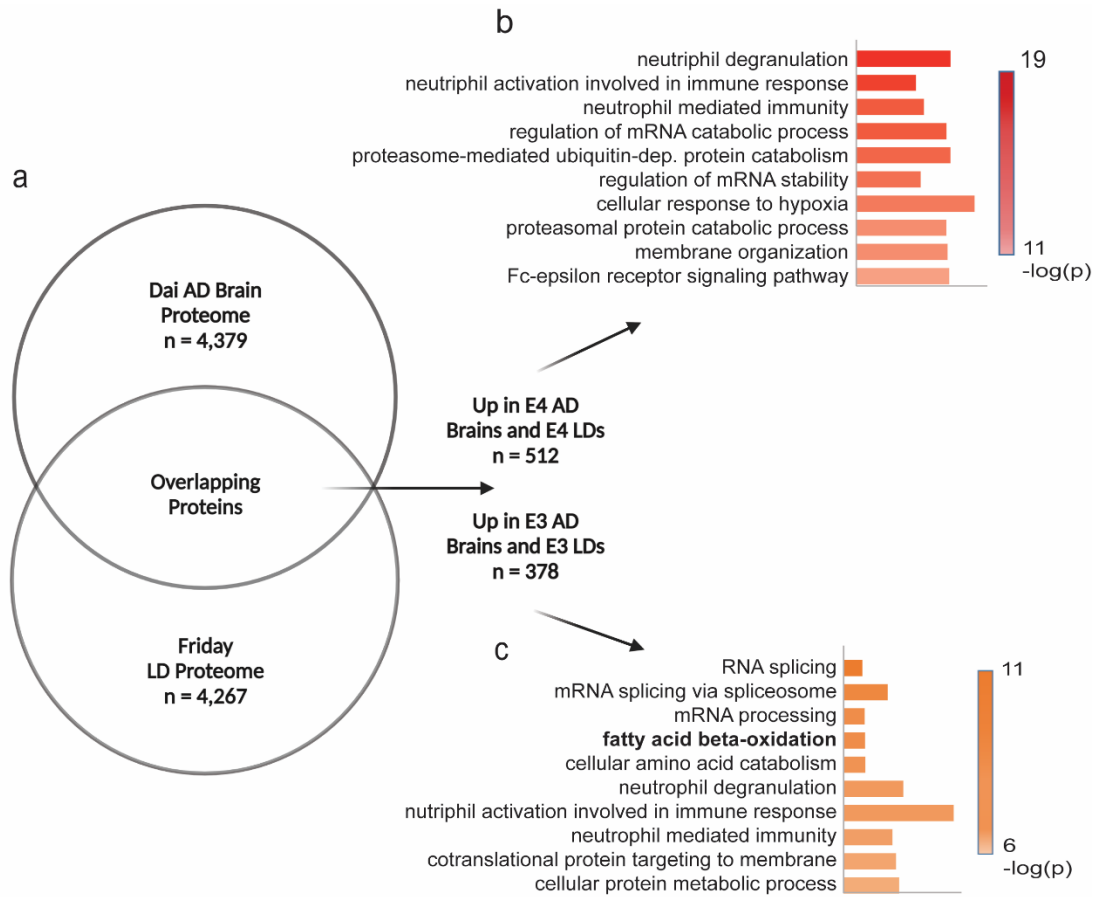 a
Dai AD Brain
Proteome
n = 4,379
Overlapping
Proteins
Friday
LD Proteome
n = 4,267
Up in E4 AD
Brains and E4 LDs
n = 512
Up in E3 AD
Brains and E3 LDs
n = 378
b
neutriphil degranulation
neutriphil activation involved in immune response
neutrophil mediated immunity
regulation of mRNA catabolic process
proteasome-mediated ubiquitin-dep. protein catabolism
regulation of mRNA stability
cellular response to hypoxia
proteasomal protein catabolic process
membrane organization
Fc-epsilon receptor signaling pathway
19
11
-log(p)
c
RNA splicing
mRNA splicing via spliceosome
mRNA processing
fatty acid beta-oxidation
cellular amino acid catabolism
neutrophil degranulation
nutriphil activation involved in immune response
neutrophil mediated immunity
cotranslational protein targeting to membrane
cellular protein metabolic process
11
6
-log(p)